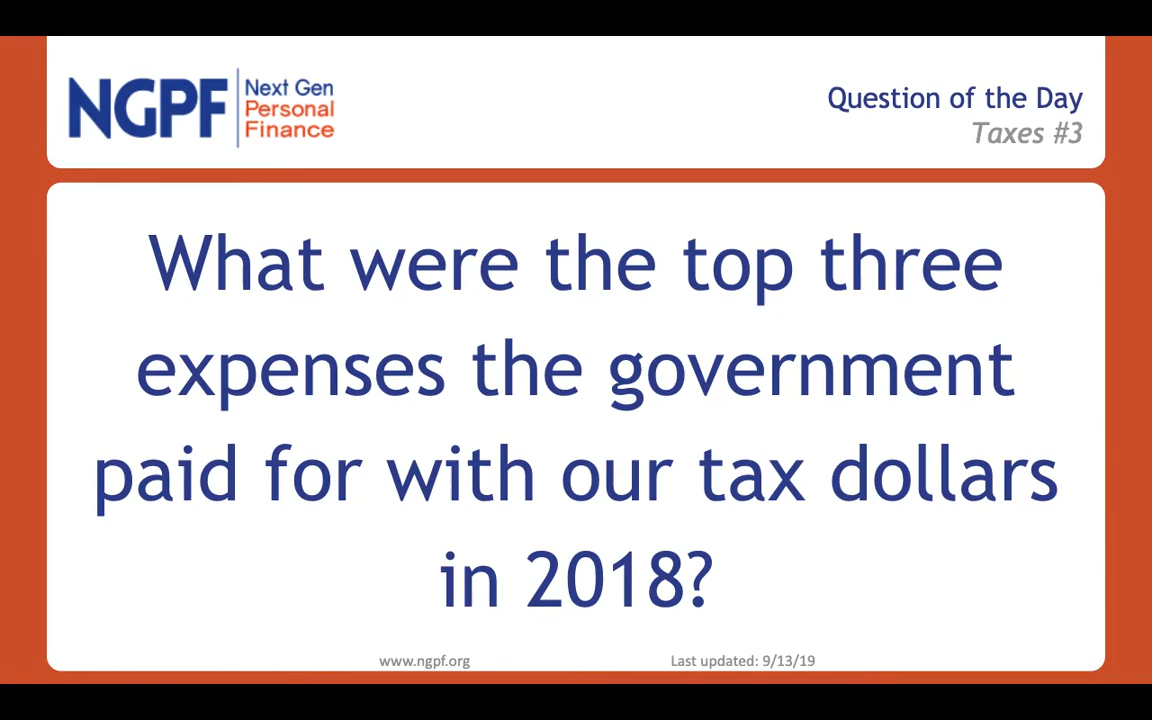 NGPF
Next Gen
Personal
Finance
Question of the Day
Taxes #3
What were the top three
expenses the government
paid for with our tax dollars
in 2018?
www.ngpf.org
Last updated: 9/13/19